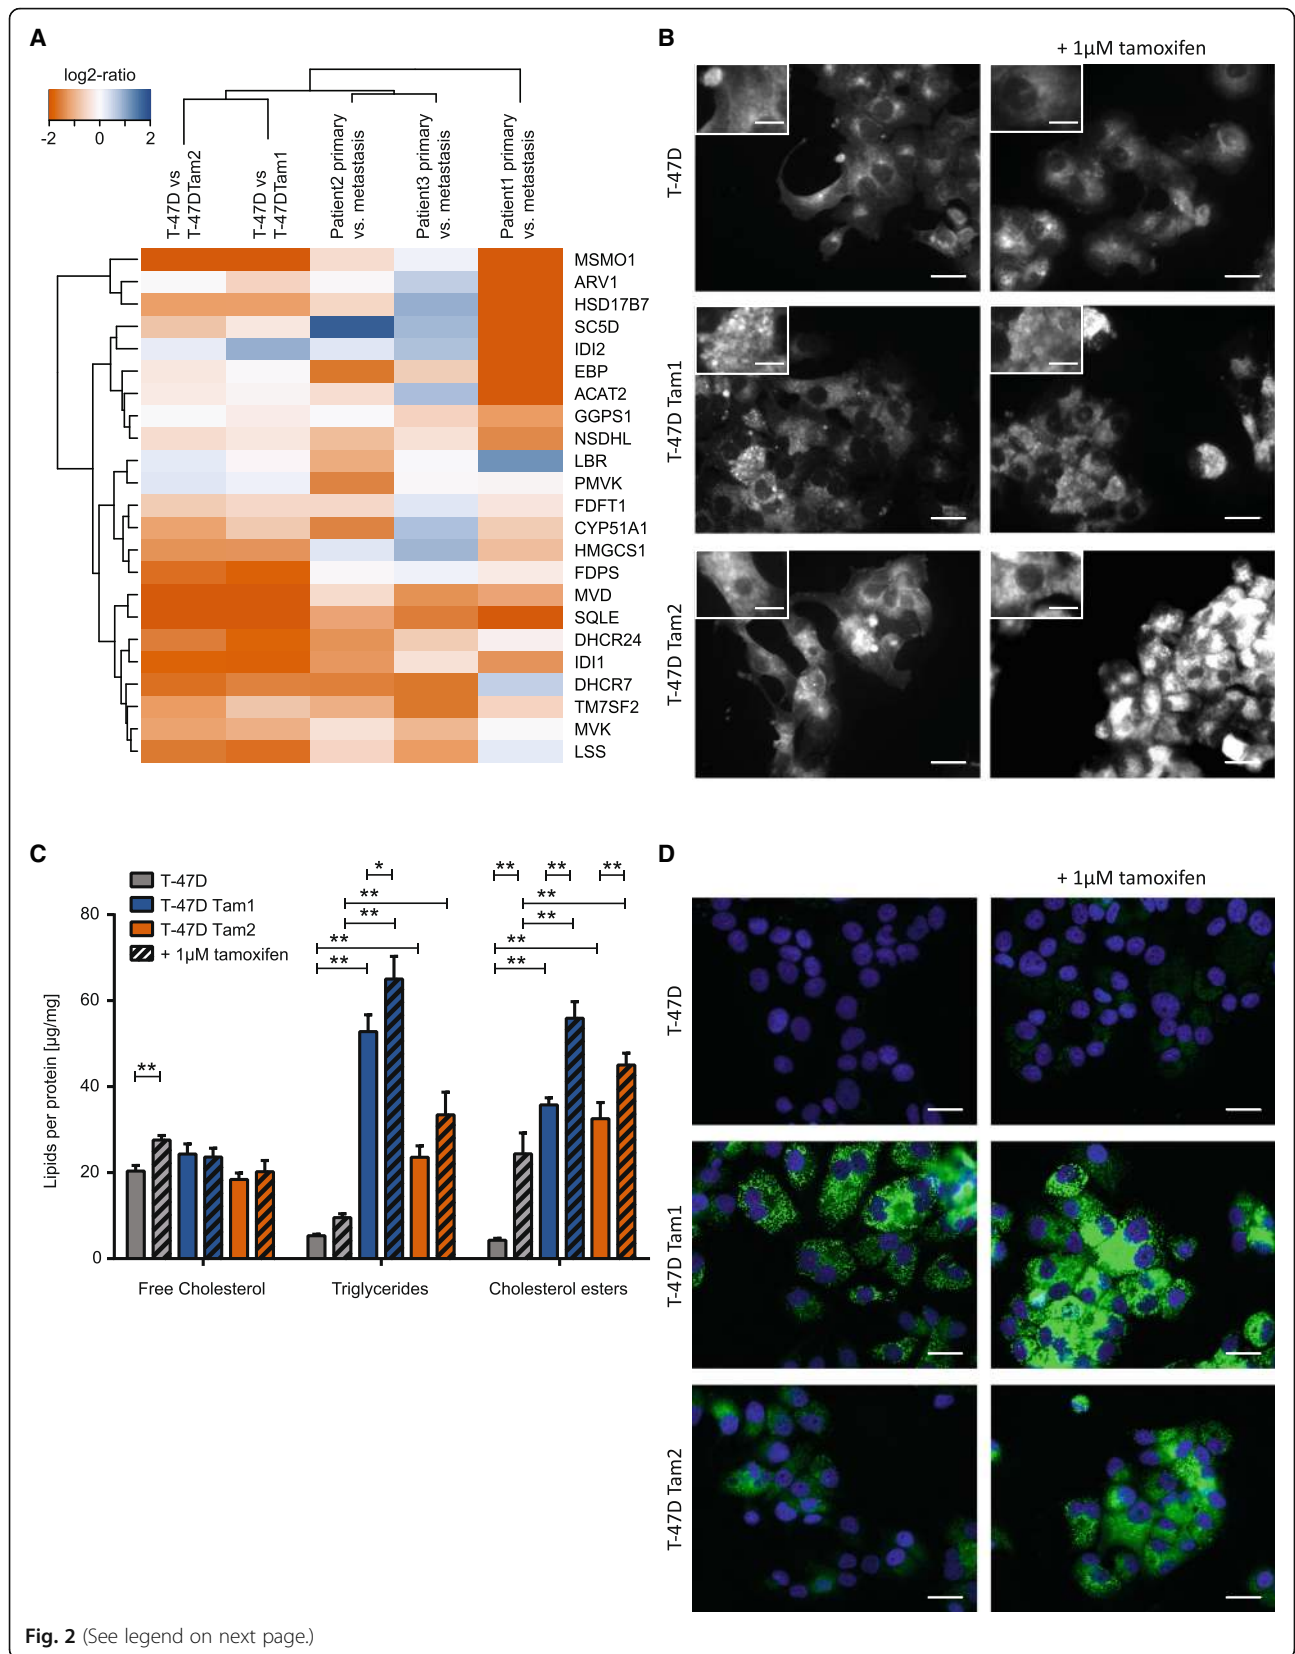 A
log2-ratio
-2 0 2
T-47D vs
T-47DTam2
T-47D vs
T-47DTam1
Patient2 primary
vs. metastasis
Patient3 primary
vs. metastasis
Patient1 primary
vs. metastasis
MSMO1
ARV1
HSD17B7
SC5D
IDI2
EBP
ACAT2
GGPS1
NSDHL
LBR
PMVK
FDFT1
CYP51A1
HMGCS1
FDPS
MVD
SQLE
DHCR24
IDI1
DHCR7
TM7SF2
MVK
LSS
B
+ 1µM tamoxifen
T-47D
T-47D Tam1
T-47D Tam2
C
T-47D
T-47D Tam1
T-47D Tam2
+ 1µM tamoxifen
Lipids per protein [µg/mg]
80
60
40
20
0
**
*
**
**
**
**
** ** **
**
**
**
**
Free Cholesterol Triglycerides Cholesterol esters
D
+ 1µM tamoxifen
T-47D
T-47D Tam1
T-47D Tam2
Fig. 2 (See legend on next page.)